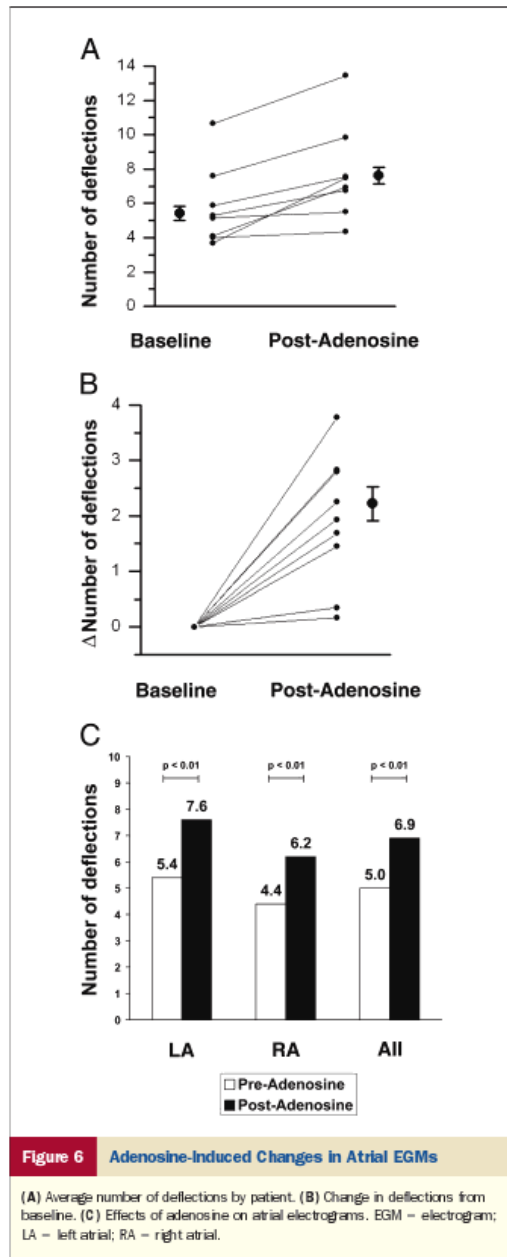 A
14
12
10
8
6
4
2
0
Number of deflections
Baseline Post-Adenosine
B
4
3
2
1
0
Δ Number of deflections
Baseline Post-Adenosine
C
10
9
8
7
6
5
4
3
2
1
0
Number of deflections
p < 0.01 p < 0.01 p < 0.01
5.4 7.6 4.4 6.2 5.0 6.9
LA RA All
Pre-Adenosine
Post-Adenosine
Figure 6 Adenosine-Induced Changes in Atrial EGMs
(A) Average number of deflections by patient. (B) Change in deflections from
baseline. (C) Effects of adenosine on atrial electrograms. EGM = electrogram;
LA = left atrial; RA = right atrial.